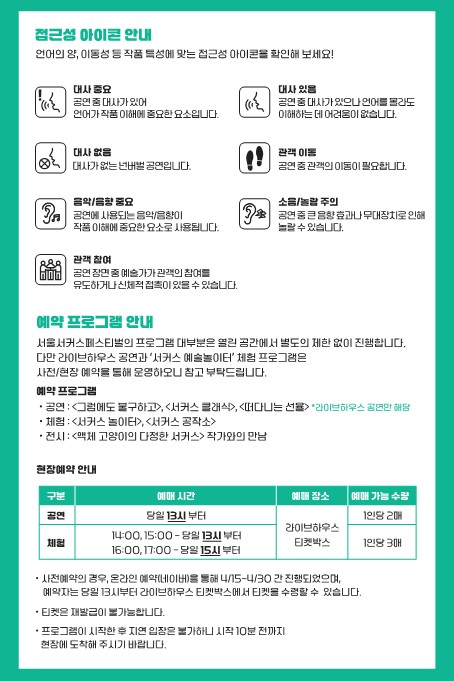 접근성 아이콘 안내
언어의 양, 이동성 등 작품 특성에 맞는 접근성 아이콘을 확인해 보세요!
대사 중요
공연 중 대사가 있어
언어가 작품 이해에 중요한 요소입니다.
대사 있음
공연 중 대사가 있으나 언어를 몰라도
이해하는 데 어려움이 없습니다.
대사 없음
대사가 없는 넌버벌 공연입니다.
관객 이동
공연 중 관객의 이동이 필요합니다.
음악/음향 중요
공연에 사용되는 음악/음향이
작품 이해에 중요한 요소로 사용됩니다.
소음/놀람 주의
공연 중 큰 음향 효과나 무대장치로 인해
놀랄 수 있습니다.
관객 참여
공연 장면 중 예술가가 관객의 참여를
유도하거나 신체적 접촉이 있을 수 있습니다.
예약 프로그램 안내
서울서커스페스티벌의 프로그램 대부분은 열린 공간에서 별도의 제한 없이 진행합니다.
다만 라이브하우스 공연과 '서커스 예술놀이터' 체험 프로그램은
사전/현장 예약을 통해 운영하오니 참고 부탁드립니다.
예약 프로그램
• 공연 : <그럼에도 불구하고>, <서커스 클래식>, <떠다니는 선율> *라이브하우스 공연만 해당
• 체험 : <서커스 놀이터>, <서커스 공작소>
• 전시 : <액체 고양이의 다정한 서커스> 작가와의 만남
현장예약 안내
구분 예매 시간 예매 장소 예매 가능 수량
공연 당일 13시 부터 라이브하우스 티켓박스 1인당 2매
체험 14:00, 15:00 - 당일 13시 부터 1인당 3매
16:00, 17:00 - 당일 15시 부터
• 사전예약의 경우, 온라인 예약(네이버)을 통해 4/15-4/30 간 진행되었으며,
예약자는 당일 13시부터 라이브하우스 티켓박스에서 티켓을 수령할 수 있습니다.
• 티켓은 재발급이 불가능합니다.
• 프로그램이 시작한 후 지연 입장은 불가하니 시작 10분 전까지
현장에 도착해 주시기 바랍니다.